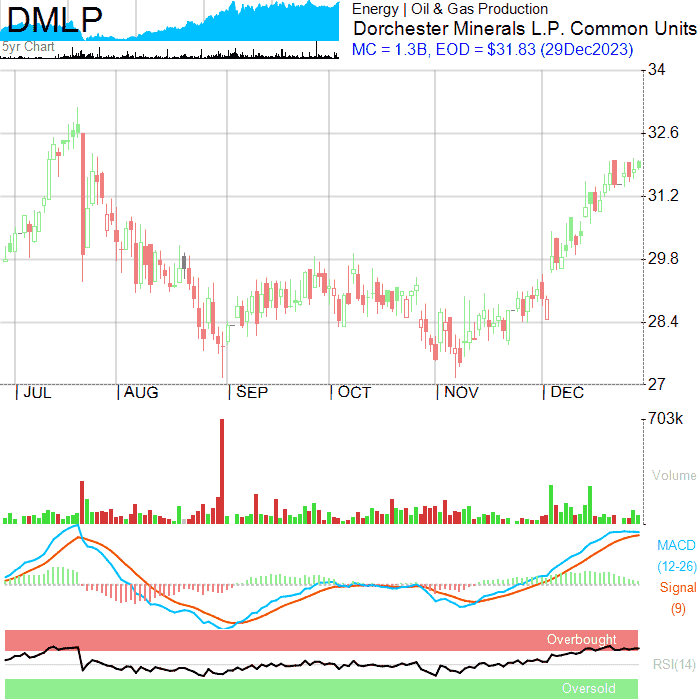 DMLP
5yr Chart
Energy | Oil & Gas Production
Dorchester Minerals L.P. Common Units
MC = 1.3B, EOD = $31.83 (29Dec2023)
34
32.6
31.2
29.8
28.4
27
JUL AUG SEP OCT NOV DEC
703k
Volume
MACD
(12-26)
Signal
(9)
Overbought
RSI(14)
Oversold